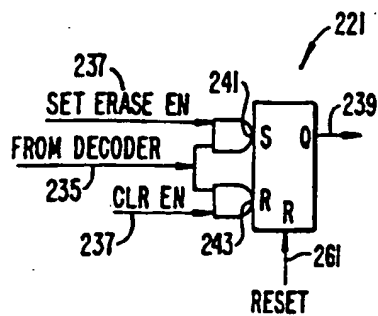 221
237
241
239
SET ERASE EN
S
Q
FROM DECODER
235
CLR EN
R
R
237
243
261
RESET